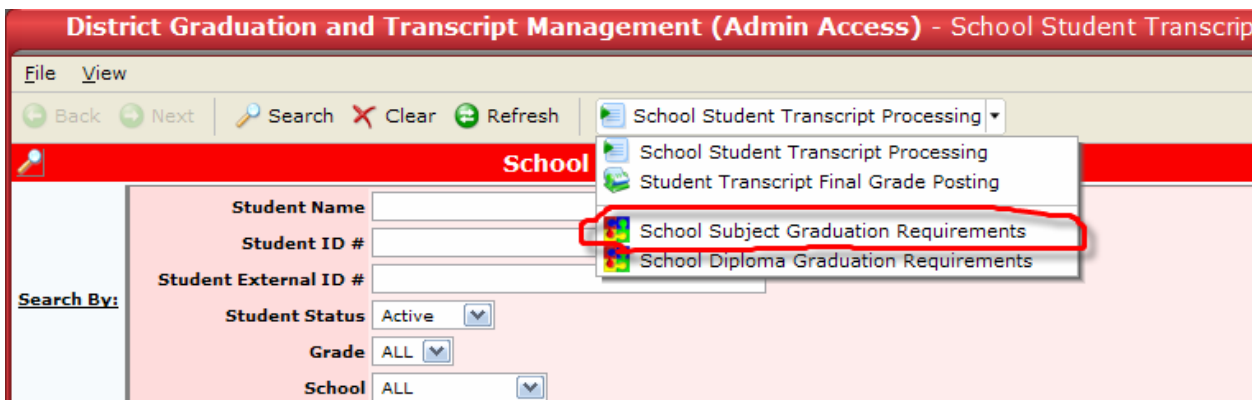 District Graduation and Transcript Management (Admin Access) - School Student Transcrip
File View
Back Next Search Clear Refresh School Student Transcript Processing
School Student Transcript Processing
School
Student Transcript Final Grade Posting
School Subject Graduation Requirements
School Diploma Graduation Requirements
Search By:
Student Name
Student ID #
Student External ID #
Student Status Active
Grade ALL
School ALL